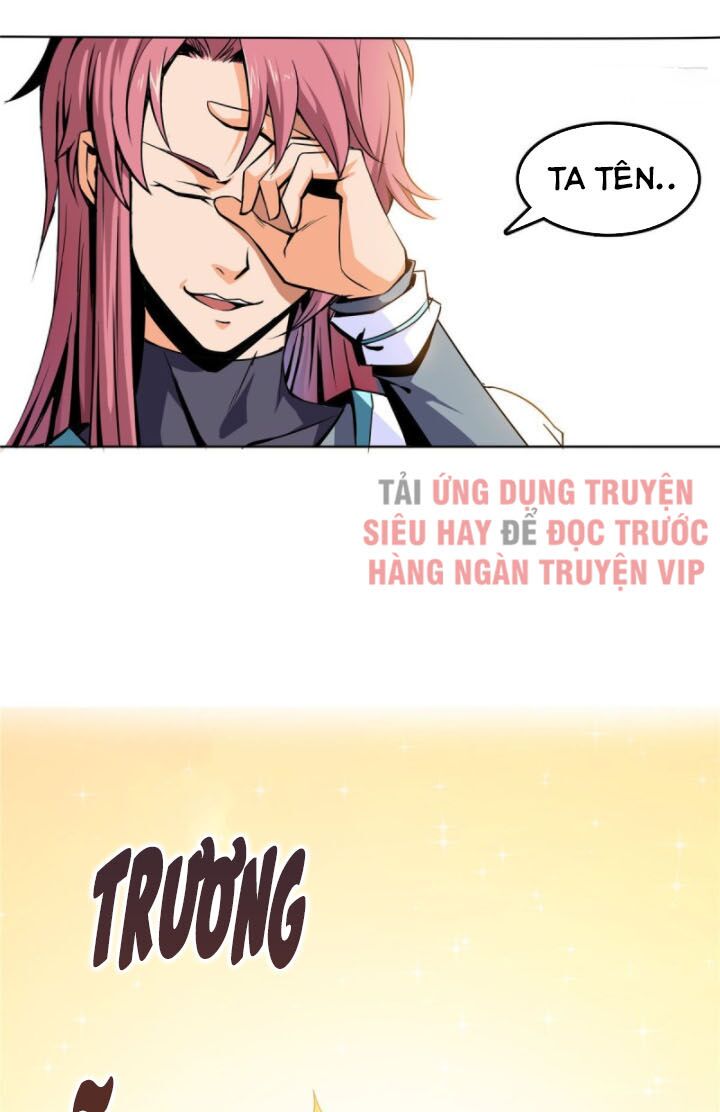 TA TÊN..
TẢI ỨNG DỤNG TRUYỆN
SIÊU HAY ĐỂ ĐỌC TRƯỚC
HÀNG NGÀN TRUYỆN VIP
TRƯƠNG